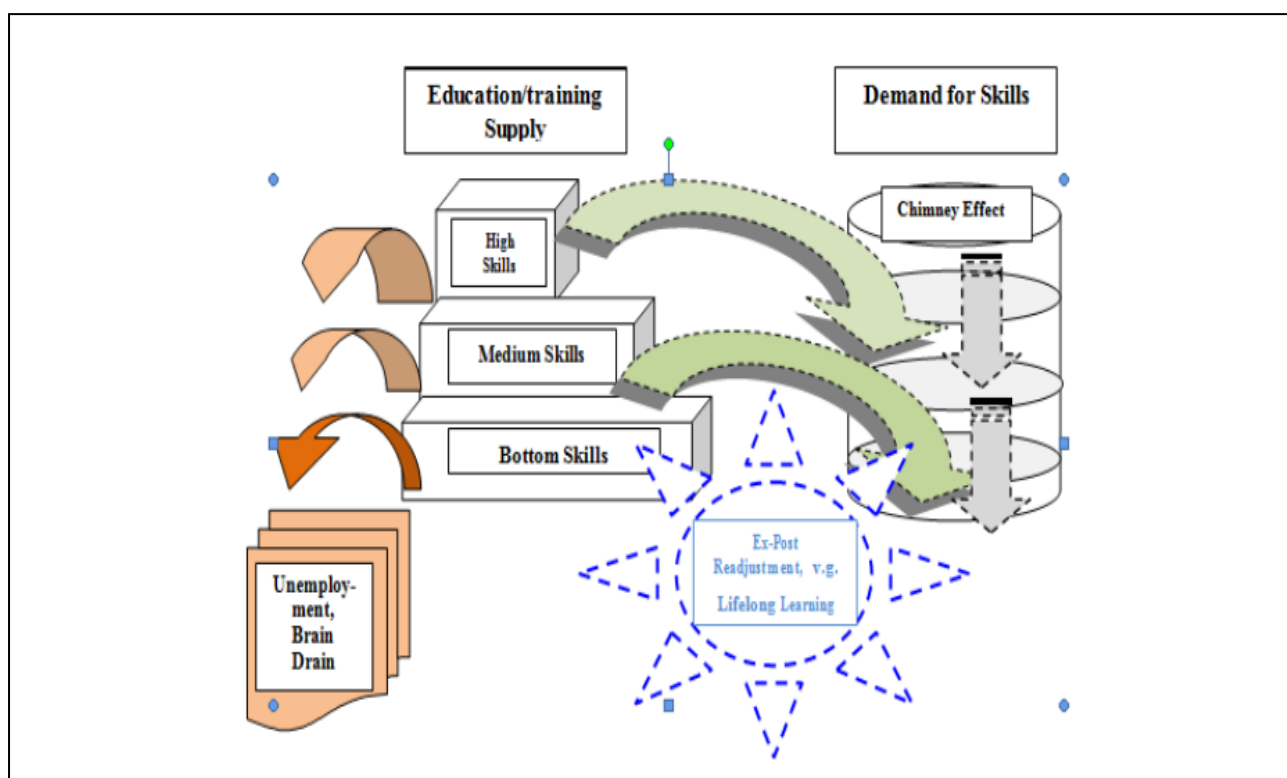 Education/training
Supply
Demand for Skills
Chimney Effect
High
Skills
Medium Skills
Bottom Skills
Ex-Post
Readjustment, v.g.
Lifelong Learning
Unemploy-
ment,
Brain
Drain